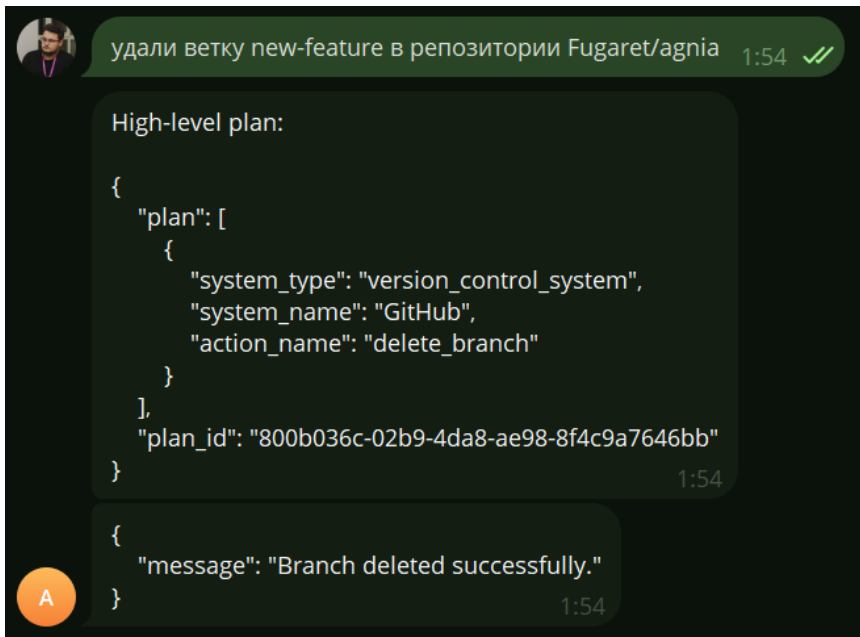 удали ветку new-feature в репозитории Fugaret/agnia 1:54
High-level plan:
{
"plan": [
{
"system_type": "version_control_system",
"system_name": "GitHub",
"action_name": "delete_branch"
}
],
"plan_id": "800b036c-02b9-4da8-ae98-8f4c9a7646bb"
}
1:54
{
"message": "Branch deleted successfully."
}
1:54
A